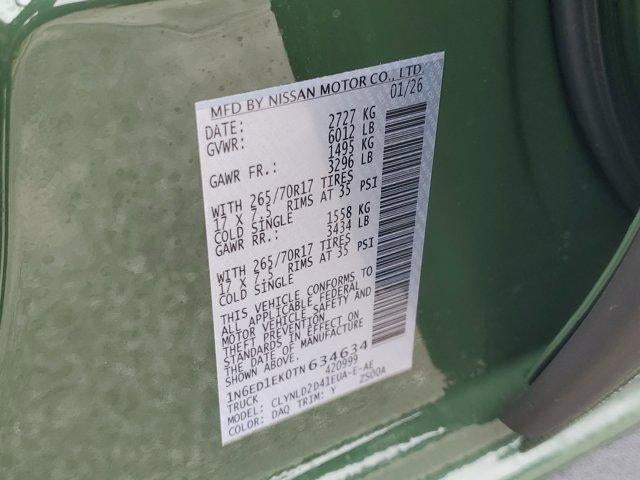 MFD BY NISSAN MOTOR CO., LTD.
DATE: 01/26
GVWR: 2727 KG
6012 LB
GAWR FR.: 1495 KG
3296 LB
WITH 265/70R17 TIRES
17 X 7.5 RIMS AT 35 PSI
COLD SINGLE
GAWR RR.: 1558 KG
3434 LB
WITH 265/70R17 TIRES
17 X 7.5 RIMS AT 35 PSI
COLD SINGLE
THIS VEHICLE CONFORMS TO
ALL APPLICABLE FEDERAL
MOTOR VEHICLE SAFETY AND
THEFT PREVENTION
STANDARDS IN EFFECT ON
THE DATE OF MANUFACTURE
SHOWN ABOVE.
1N6ED1EK0TN634634
TRUCK 420999
MODEL: CLYNLD2D41EUA-E-AE
COLOR: DAQ TRIM: Y ZS00A